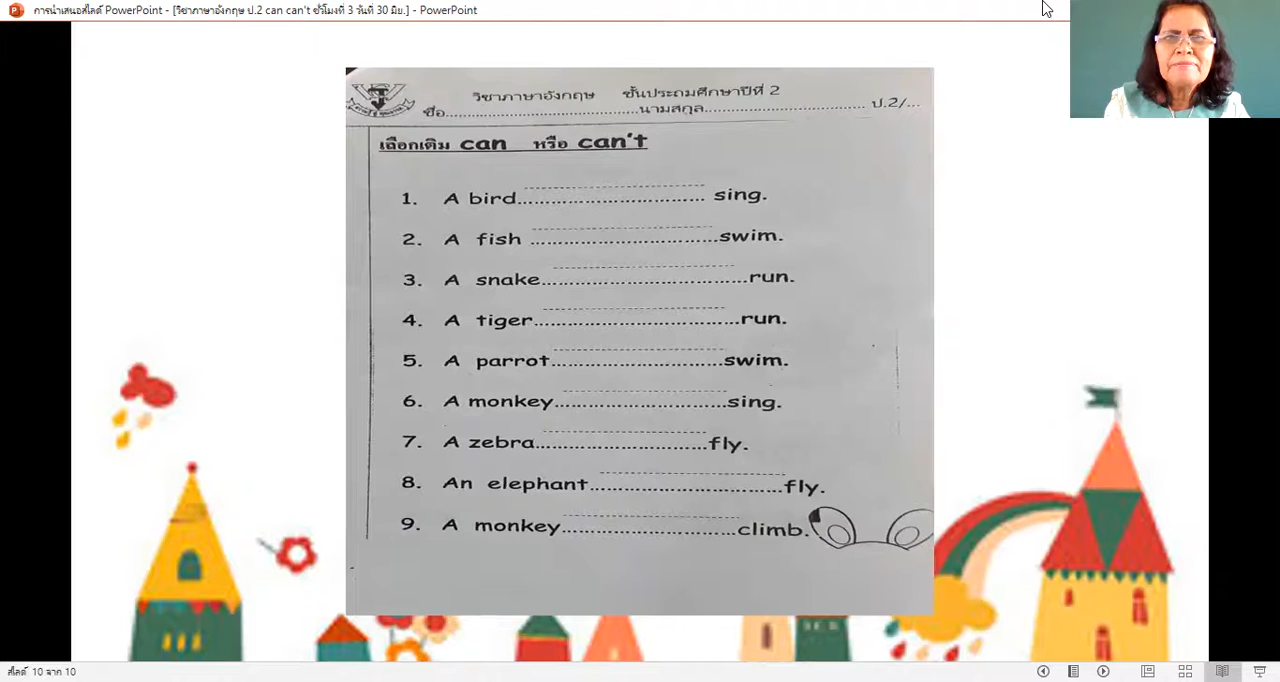 การนำเสนอสไลด์ PowerPoint - [วิชาภาษาอังกฤษ ป.2 can can't ชั่วโมงที่ 3 วันที่ 30 มิย.] - PowerPoint
วิชาภาษาอังกฤษ ชั้นประถมศึกษาปีที่ 2
ชื่อ......................................................นามสกุล............................................ ป.2/....
เลือกเติม can หรือ can't
1. A bird........................................ sing.
2. A fish ........................................swim.
3. A snake............................................run.
4. A tiger............................................run.
5. A parrot.....................................swim.
6. A monkey.....................................sing.
7. A zebra.....................................fly.
8. An elephant..........................................fly.
9. A monkey......................................climb.
สไลด์ 10 จาก 10